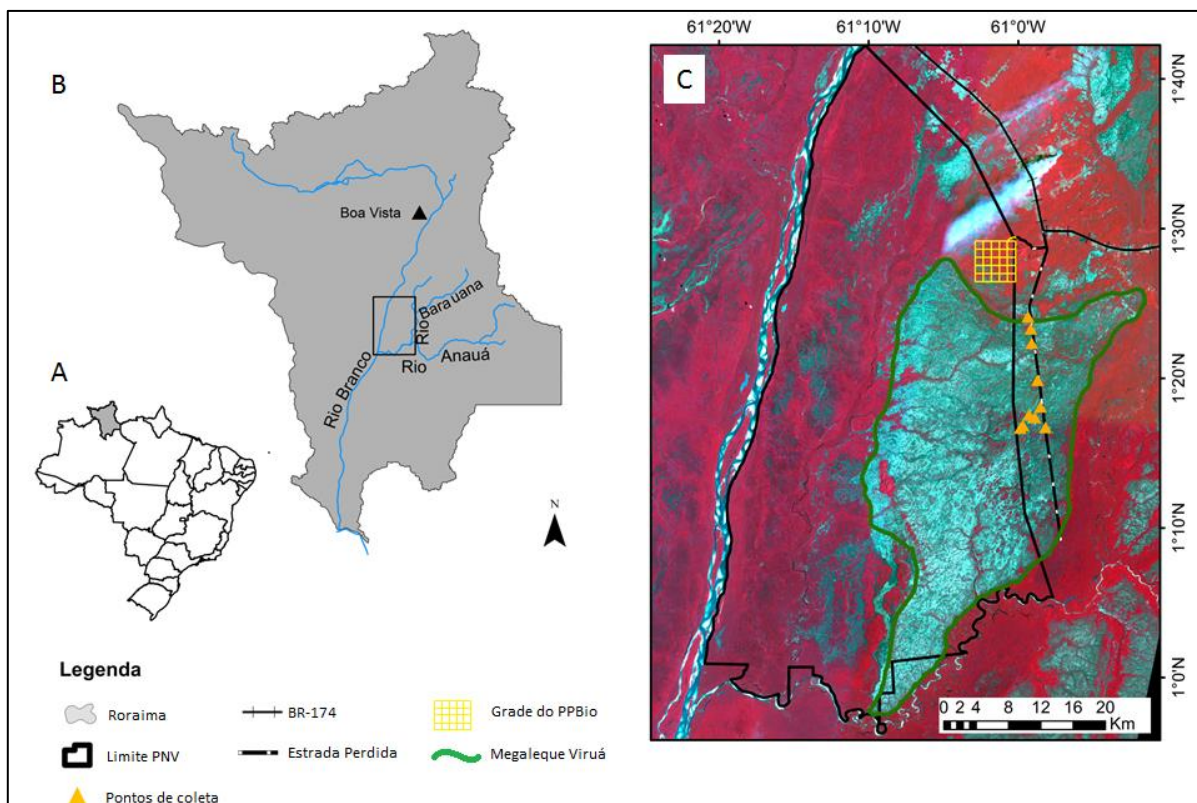 B
Boa Vista
Rio Branco
Rio
Barauana
Rio
Anauá
A
N
C
61°20'W
61°10'W
61°0'W
1°40'N
1°30'N
1°20'N
1°10'N
1°0'N
0 2 4 8 12 16 20
Km
Legenda
Roraima
BR-174
Grade do PPBio
Limite PNV
Estrada Perdida
Megaleque Viruá
Pontos de coleta